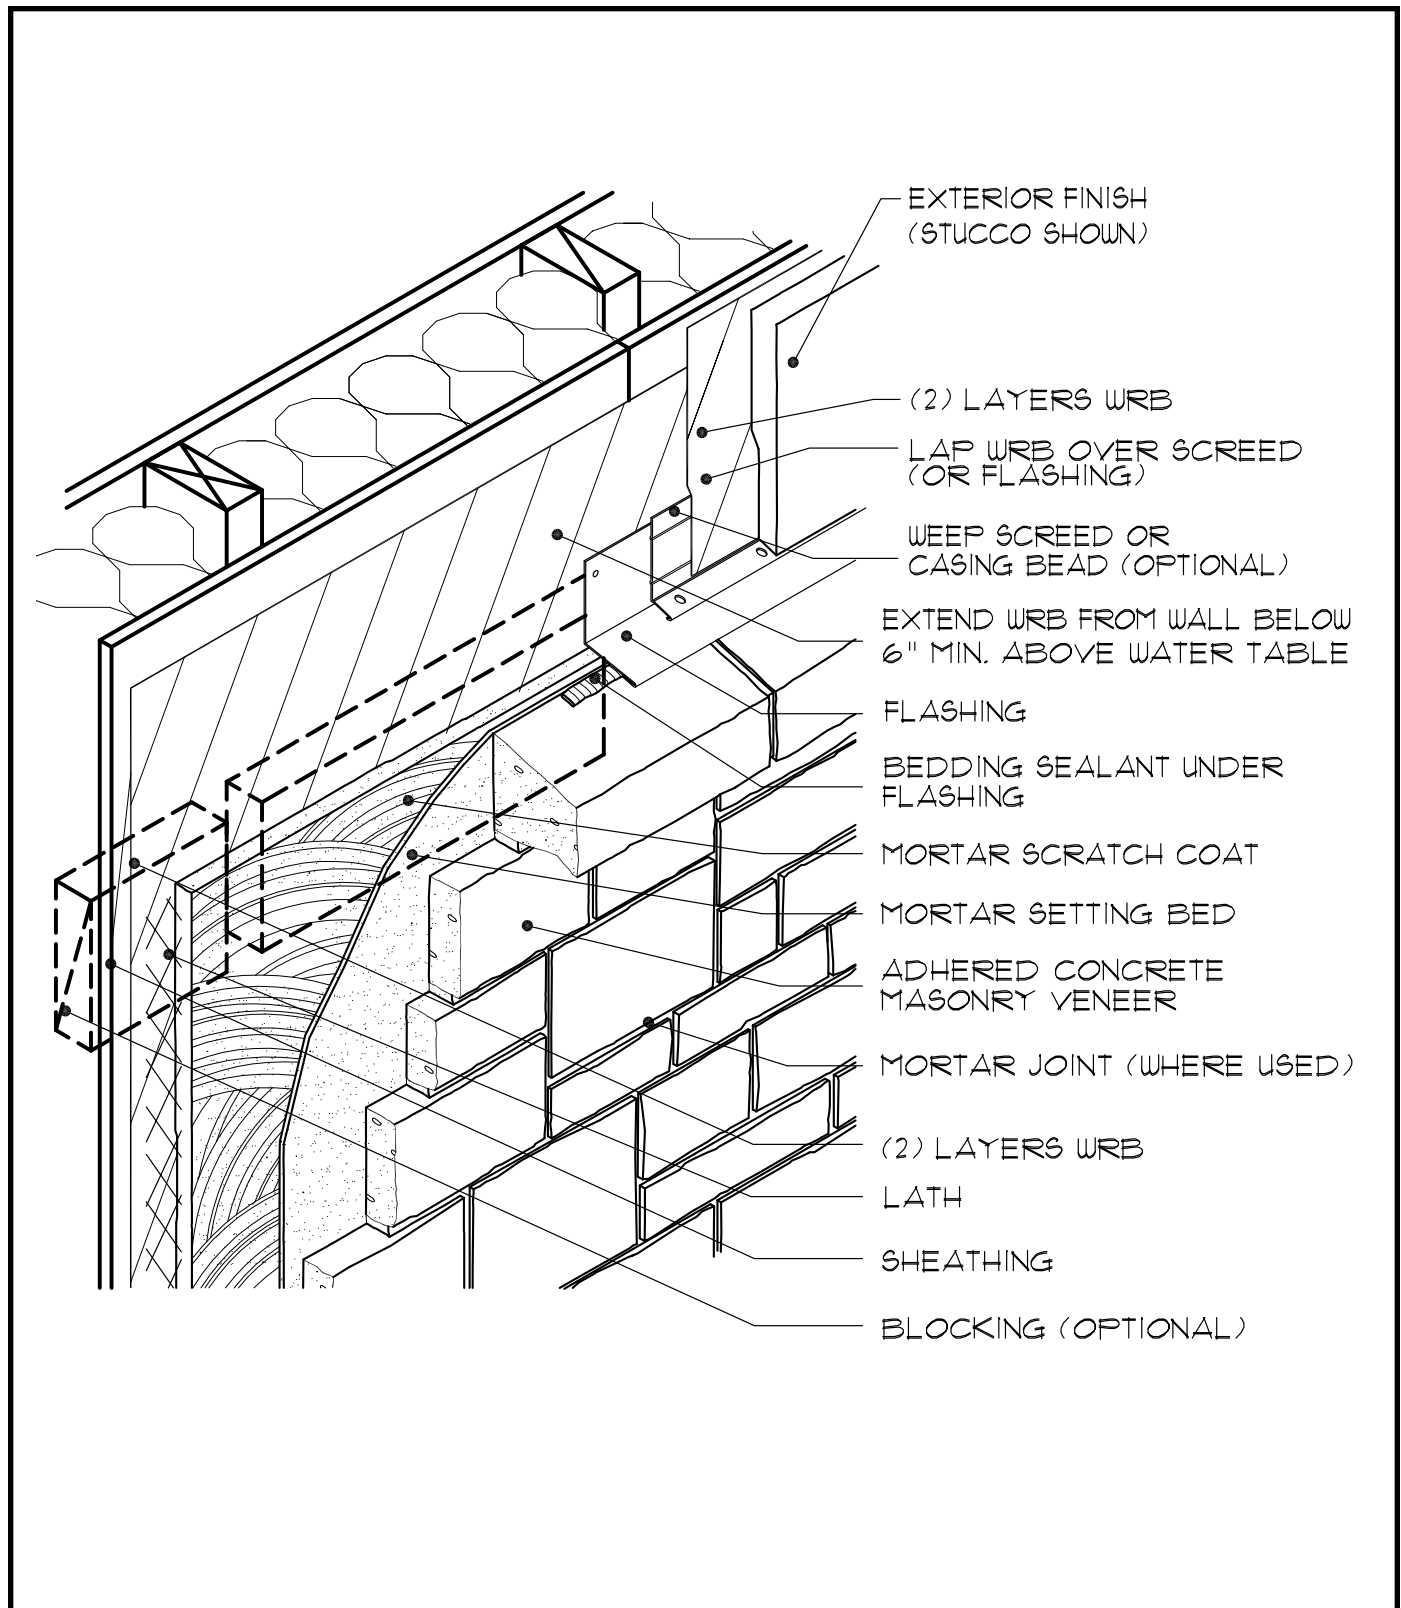 EXTERIOR FINISH
(STUCCO SHOWN)
(2) LAYERS WRB
LAP WRB OVER SCREED
(OR FLASHING)
WEEP SCREED OR
CASING BEAD (OPTIONAL)
EXTEND WRB FROM WALL BELOW
6" MIN. ABOVE WATER TABLE
FLASHING
BEDDING SEALANT UNDER
FLASHING
MORTAR SCRATCH COAT
MORTAR SETTING BED
ADHERED CONCRETE
MASONRY VENEER
MORTAR JOINT (WHERE USED)
(2) LAYERS WRB
LATH
SHEATHING
BLOCKING (OPTIONAL)